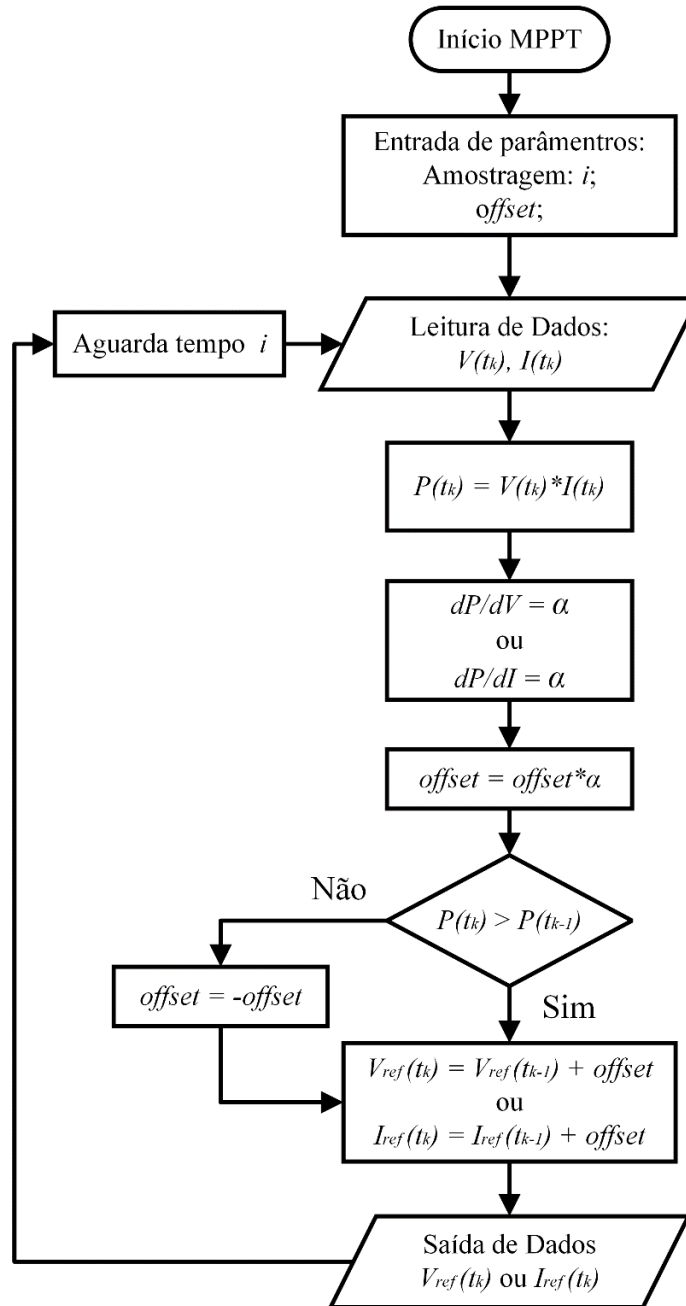 Início MPPT
Entrada de parâmentros:
Amostragem: i;
offset;
Aguarda tempo i
Leitura de Dados:
V(tk), I(tk)
P(tk) = V(tk)*I(tk)
dP/dV = α
ou
dP/dI = α
offset = offset*α
Não
P(tk) > P(tk-1)
offset = -offset
Sim
Vref(tk) = Vref(tk-1) + offset
ou
Iref(tk) = Iref(tk-1) + offset
Saída de Dados
Vref(tk) ou Iref(tk)